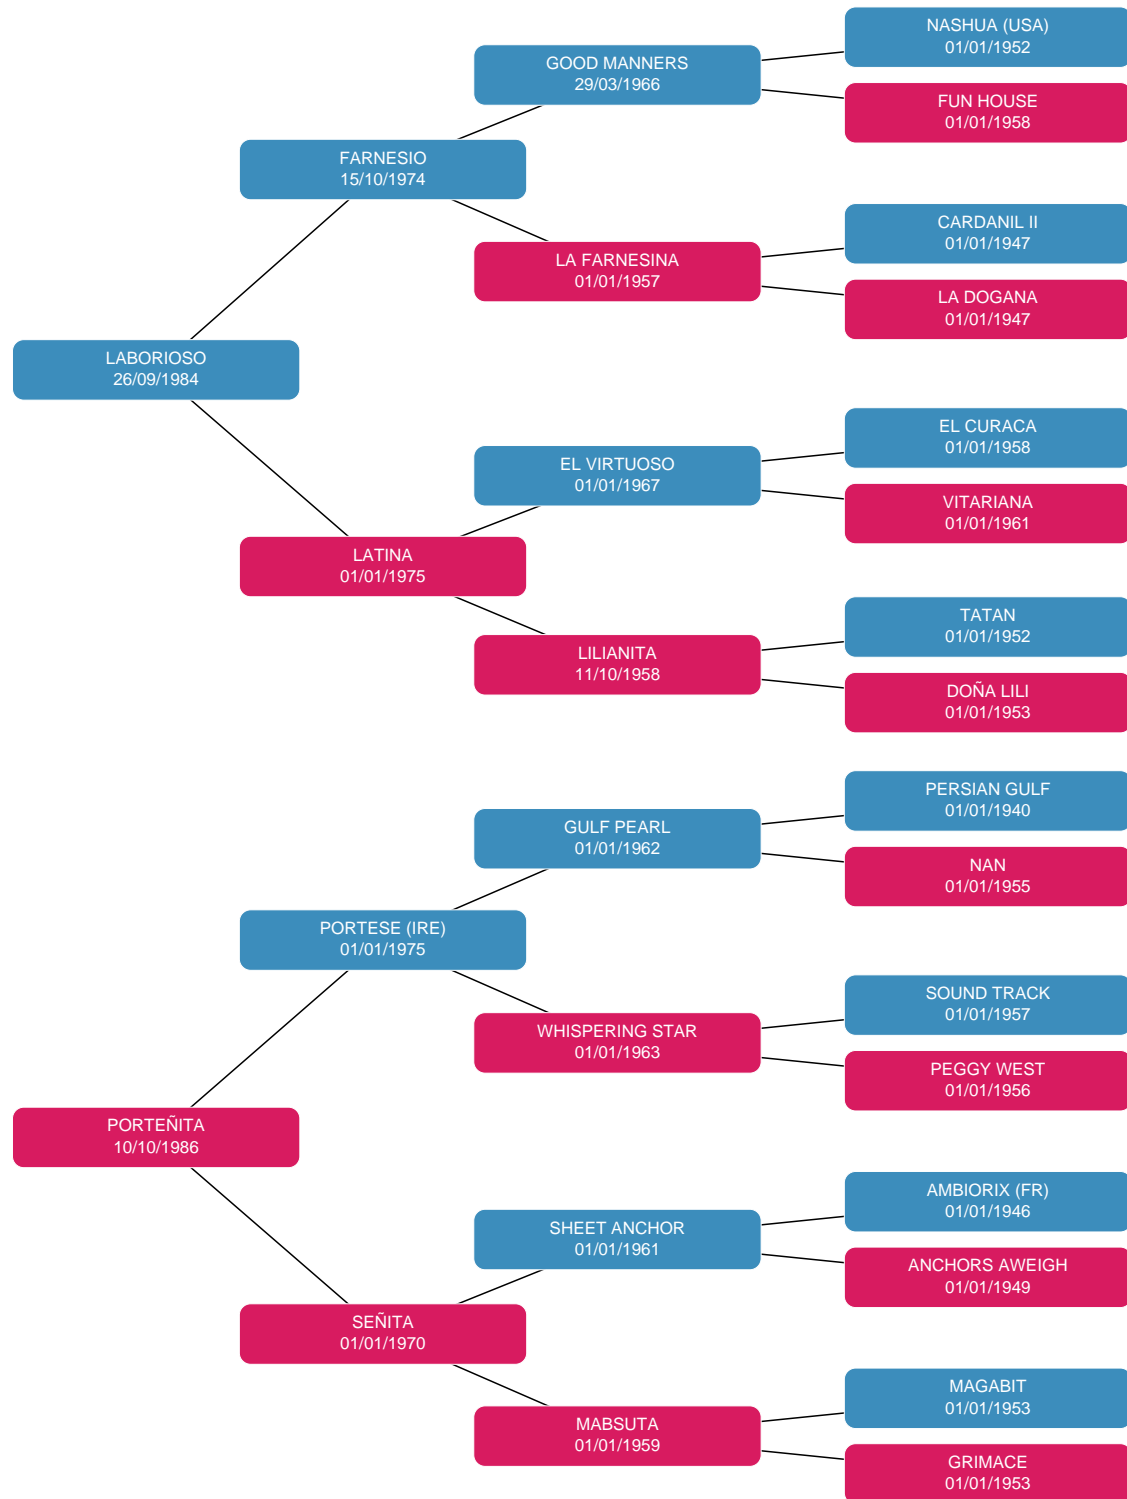 NASHUA (USA)
01/01/1952
GOOD MANNERS
29/03/1966
FUN HOUSE
01/01/1958
FARNESIO
15/10/1974
CARDANIL II
01/01/1947
LA FARNESINA
01/01/1957
LA DOGANA
01/01/1947
LABORIOSO
26/09/1984
EL CURACA
01/01/1958
EL VIRTUOSO
01/01/1967
VITARIANA
01/01/1961
LATINA
01/01/1975
TATAN
01/01/1952
LILIANITA
11/10/1958
DOÑA LILI
01/01/1953
PERSIAN GULF
01/01/1940
GULF PEARL
01/01/1962
NAN
01/01/1955
PORTESE (IRE)
01/01/1975
SOUND TRACK
01/01/1957
WHISPERING STAR
01/01/1963
PEGGY WEST
01/01/1956
PORTEÑITA
10/10/1986
AMBIORIX (FR)
01/01/1946
SHEET ANCHOR
01/01/1961
ANCHORS AWEIGH
01/01/1949
SEÑITA
01/01/1970
MAGABIT
01/01/1953
MABSUTA
01/01/1959
GRIMACE
01/01/1953